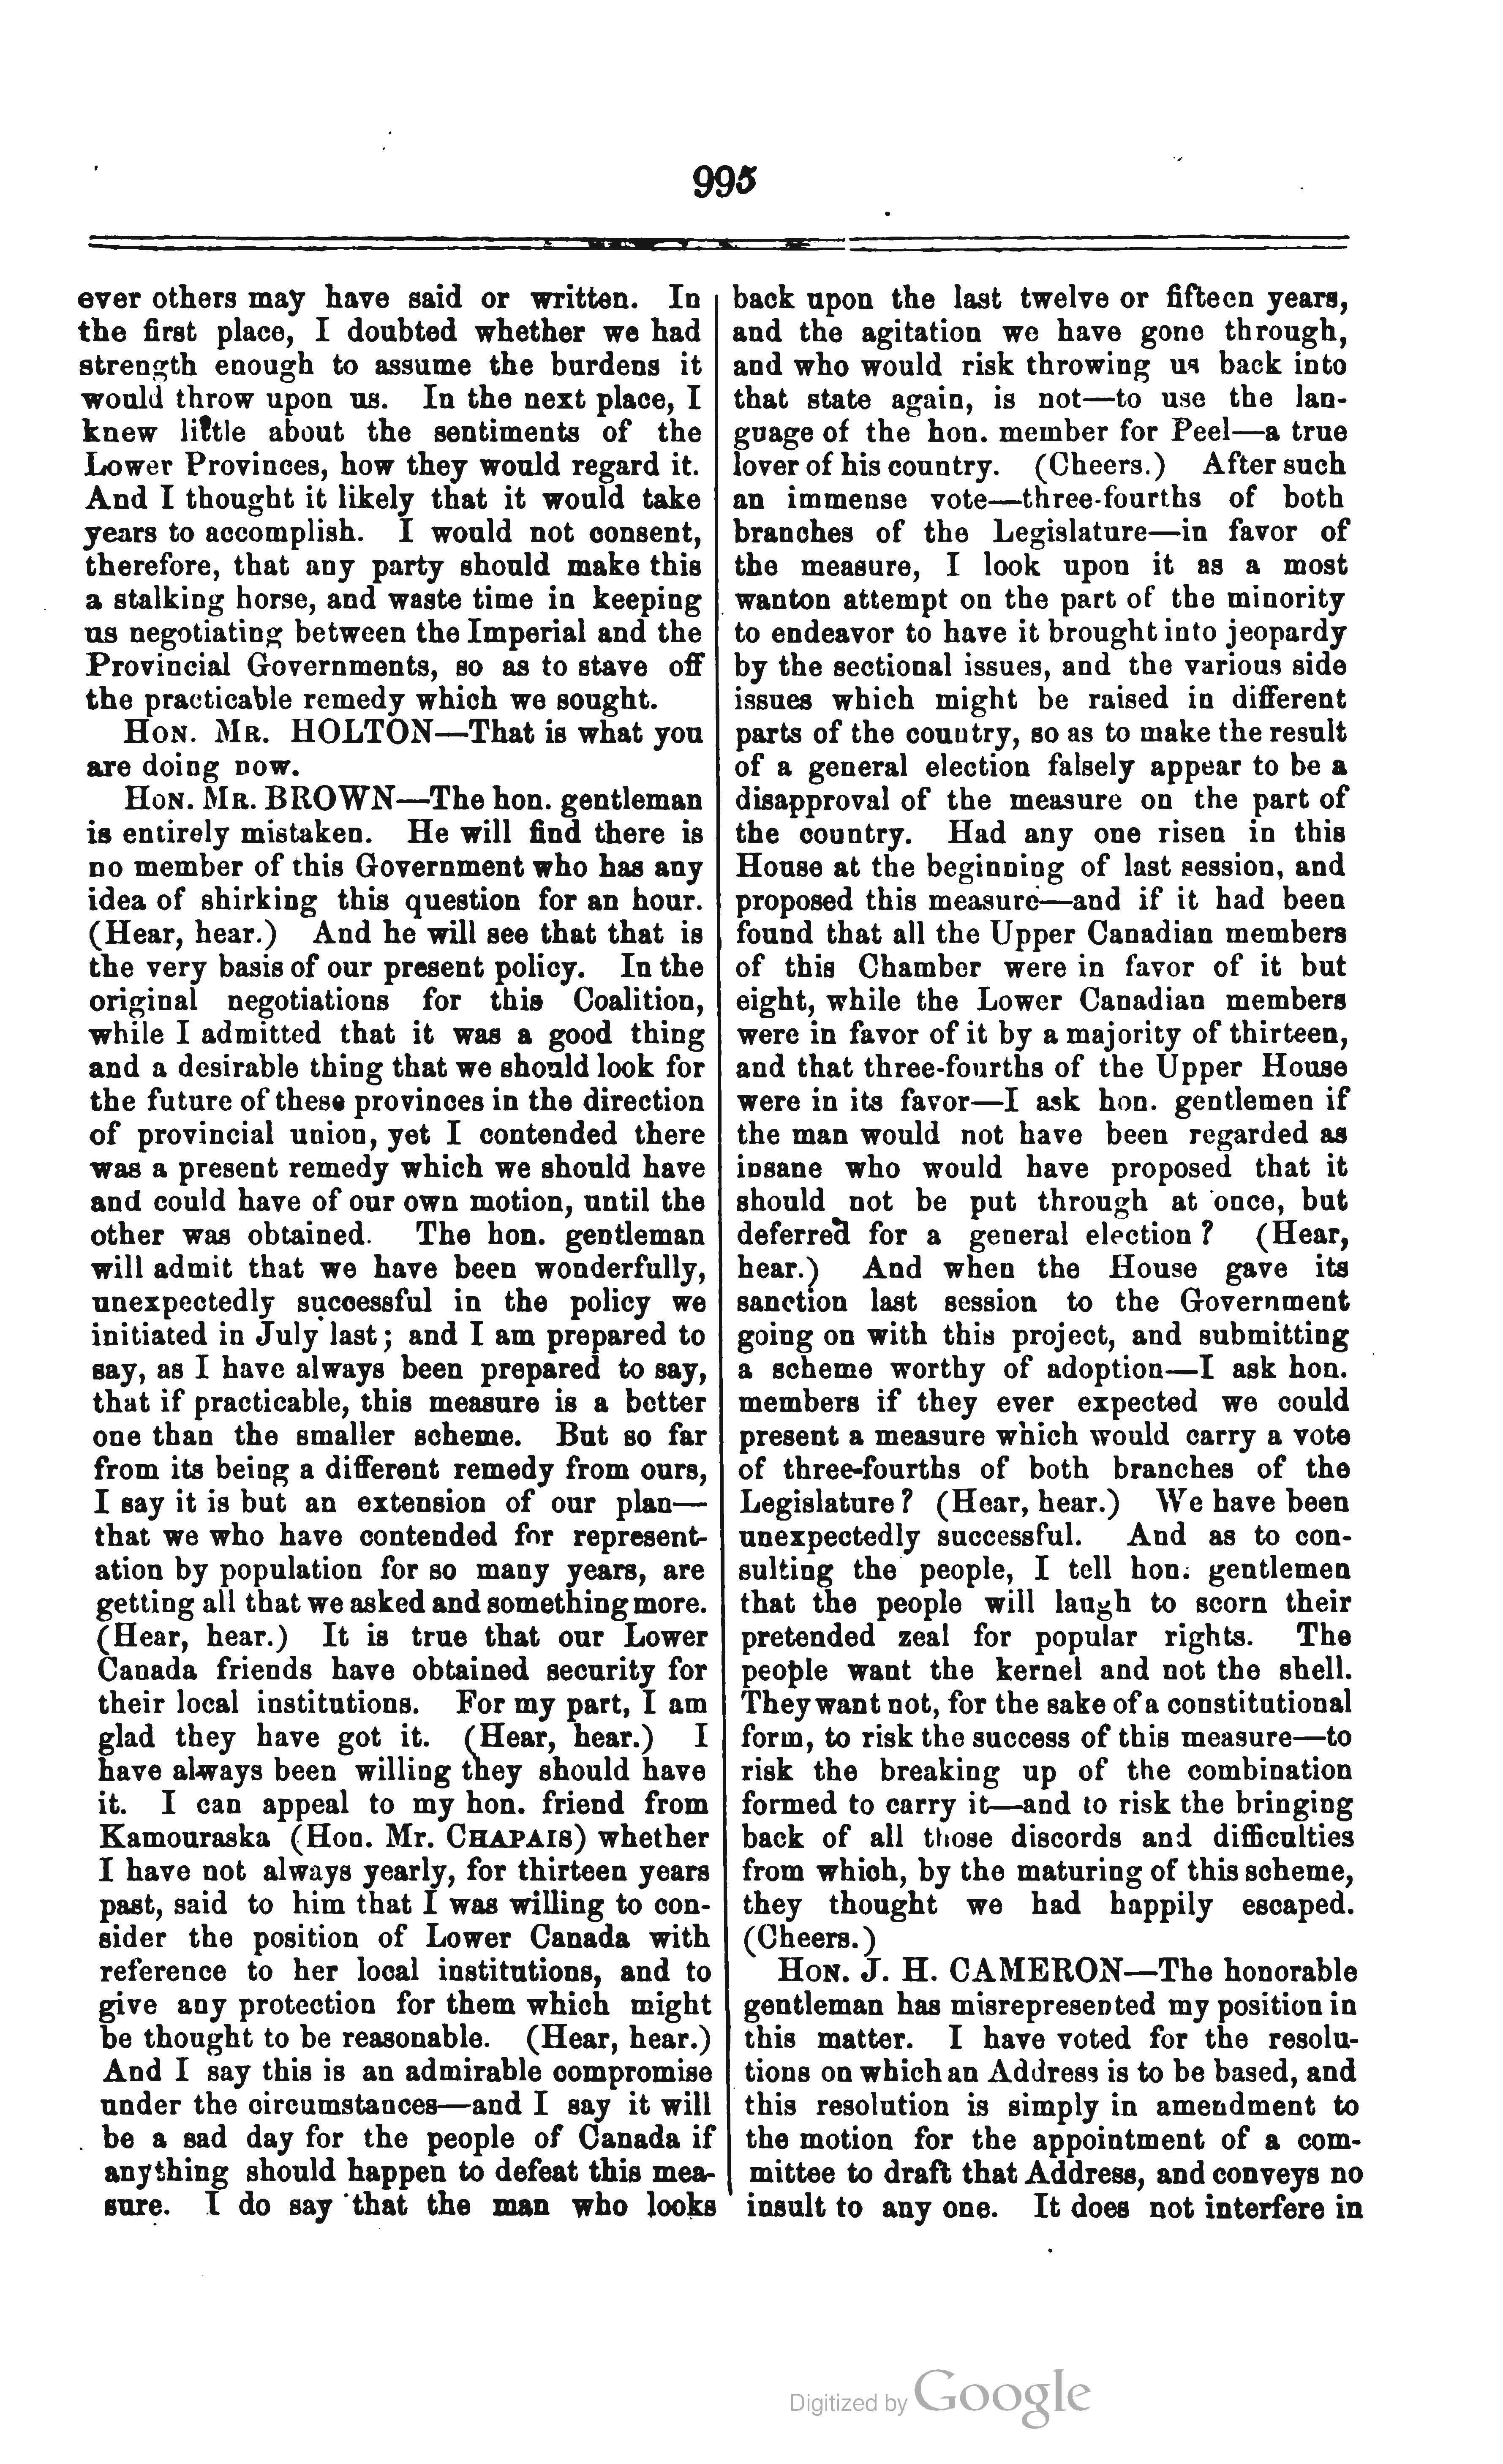 995
ever others may have said or written. In
the first place, I doubted whether we had
strength enough to assume the burdens it
would throw upon us. In the next place, I
knew little about the sentiments of the
Lower Provinces, how they would regard it.
And I thought it likely that it would take
years to accomplish. I would not consent,
therefore, that any party should make this
a stalking horse, and waste time in keeping
us negotiating between the Imperial and the
Provincial Governments, so as to stave off
the practicable remedy which we sought.
HON. MR. HOLTON—That is what you
are doing now.
HON. MR. BROWN—The hon. gentleman
is entirely mistaken. He will find there is
no member of this Government who has any
idea of shirking this question for an hour.
(Hear, hear.) And he will see that that is
the very basis of our present policy. In the
original negotiations for this Coalition,
while I admitted that it was a good thing
and a desirable thing that we should look for
the future of these provinces in the direction
of provincial union, yet I contended there
was a present remedy which we should have
and could have of our own motion, until the
other was obtained. The hon. gentleman
will admit that we have been wonderfully,
unexpectedly successful in the policy we
initiated in July last; and I am prepared to
say, as I have always been prepared to say,
that if practicable, this measure is a better
one than the smaller scheme. But so far
from its being a different remedy from ours,
I say it is but an extension of our plan—
that we who have contended for represent-
ation by population for so many years, are
getting all that we asked and something more.
(Hear, hear.) It is true that our Lower
Canada friends have obtained security for
their local institutions. For my part, I am
glad they have got it. (Hear, hear.) I
have always been willing they should have
it. I can appeal to my hon. friend from
Kamouraska (Hon. Mr. CHAPAIS) whether
I have not always yearly, for thirteen years
past, said to him that I was willing to con-
sider the position of Lower Canada with
reference to her local institutions, and to
give any protection for them which might
be thought to be reasonable. (Hear, hear.)
And I say this is an admirable compromise
under the circumstances—and I say it will
be a sad day for the people of Canada if
anything should happen to defeat this mea-
sure. I do say that the man who looks
back upon the last twelve or fifteen years,
and the agitation we have gone through,
and who would risk throwing us back into
that state again, is not—to use the lan-
guage of the hon. member for Peel—a true
lover of his country. (Cheers.) After such
an immense vote—three-fourths of both
branches of the Legislature—in favor of
the measure, I look upon it as a most
wanton attempt on the part of the minority
to endeavor to have it brought into jeopardy
by the sectional issues, and the various side
issues which might be raised in different
parts of the country, so as to make the result
of a general election falsely appear to be a
disapproval of the measure on the part of
the country. Had any one risen in this
House at the beginning of last session, and
proposed this measure—and if it had been
found that all the Upper Canadian members
of this Chamber were in favor of it but
eight, while the Lower Canadian members
were in favor of it by a majority of thirteen,
and that three-fourths of the Upper House
were in its favor—I ask hon. gentlemen if
the man would not have been regarded as
insane who would have proposed that it
should not be put through at once, but
deferred for a general election? (Hear,
hear.) And when the House gave its
sanction last session to the Government
going on with this project, and submitting
a scheme worthy of adoption—I ask hon.
members if they ever expected we could
present a measure which would carry a vote
of three-fourths of both branches of the
Legislature? (Hear, hear.) We have been
unexpectedly successful. And as to con-
sulting the people, I tell hon. gentlemen
that the people will laugh to scorn their
pretended zeal for popular rights. The
people want the kernel and not the shell.
They want not, for the sake of a constitutional
form, to risk the success of this measure—to
risk the breaking up of the combination
formed to carry it—and to risk the bringing
back of all those discords and difficulties
from which, by the maturing of this scheme,
they thought we had happily escaped.
(Cheers.)
HON. J. H. CAMERON—The honorable
gentleman has misrepresented my position in
this matter. I have voted for the resolu-
tions on which an Address is to be based, and
this resolution is simply in amendment to
the motion for the appointment of a com-
mittee to draft that Address, and conveys no
insult to any one. It does not interfere in
Digitized by Google